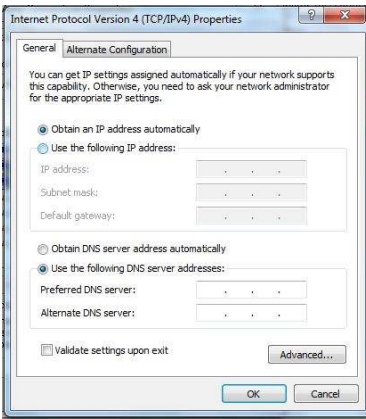 Internet Protocol Version 4 (TCP/IPv4) Properties
General
Alternate Configuration
You can get IP settings assigned automatically if your network supports
this capability. Otherwise, you need to ask your network administrator
for the appropriate IP settings.
Obtain an IP address automatically
Use the following IP address:
IP address:
Subnet mask:
Default gateway:
Obtain DNS server address automatically
Use the following DNS server addresses:
Preferred DNS server:
Alternate DNS server:
Validate settings upon exit
Advanced...
OK
Cancel